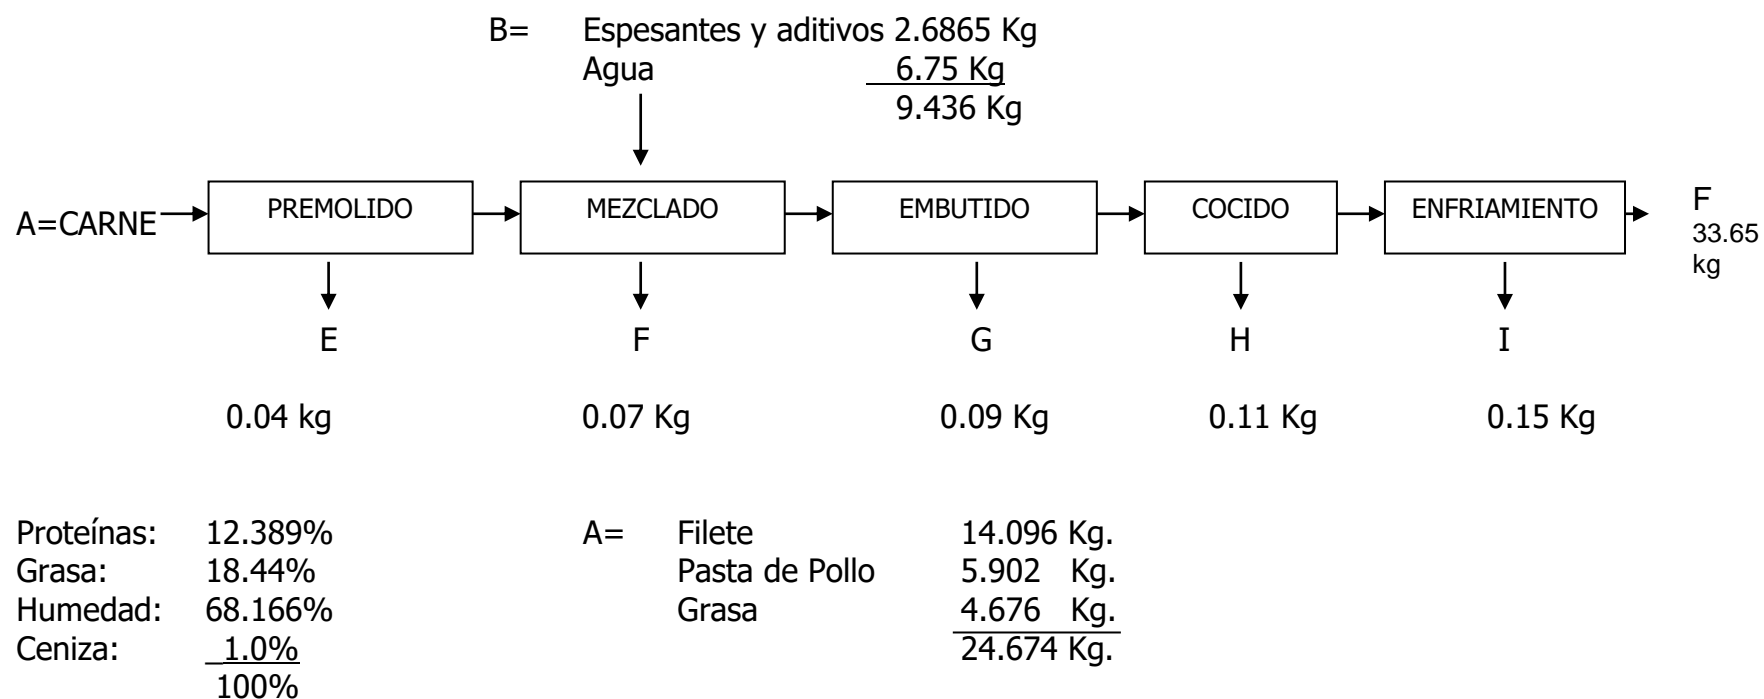 B= Espesantes y aditivos 2.6865 Kg
Agua 6.75 Kg
9.436 Kg
A=CARNE PREMOLIDO MEZCLADO EMBUTIDO COCIDO ENFRIAMIENTO F
33.65
kg
E F G H I
0.04 kg 0.07 Kg 0.09 Kg 0.11 Kg 0.15 Kg
Proteínas: 12.389% A= Filete 14.096 Kg.
Grasa: 18.44% Pasta de Pollo 5.902 Kg.
Humedad: 68.166% Grasa 4.676 Kg.
Ceniza: 1.0% 24.674 Kg.
100%